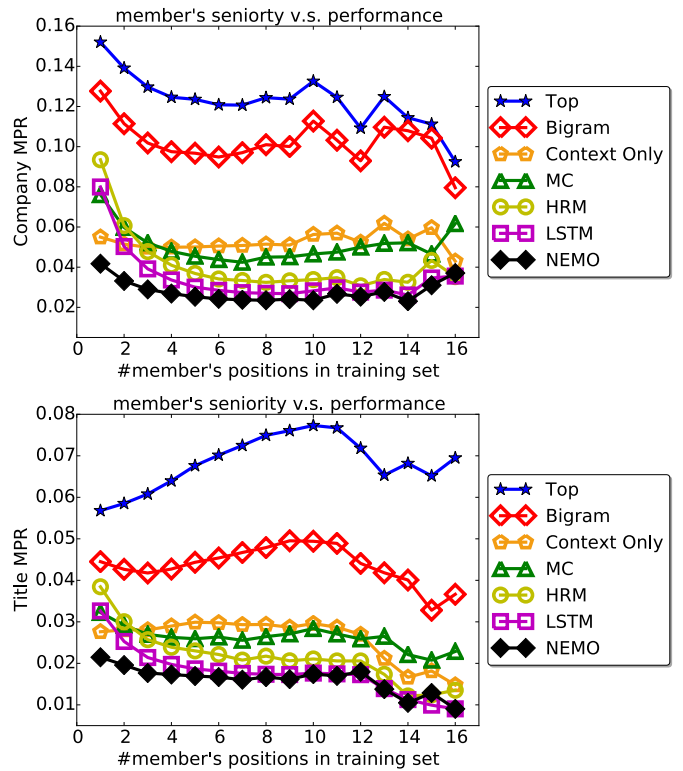 member's seniorty v.s. performance
Company MPR
0.16
0.14
0.12
0.10
0.08
0.06
0.04
0.02
0 2 4 6 8 10 12 14 16
#member's positions in training set
Top
Bigram
Context Only
MC
HRM
LSTM
NEMO
member's seniority v.s. performance
Title MPR
0.08
0.07
0.06
0.05
0.04
0.03
0.02
0.01
0 2 4 6 8 10 12 14 16
#member's positions in training set
Top
Bigram
Context Only
MC
HRM
LSTM
NEMO